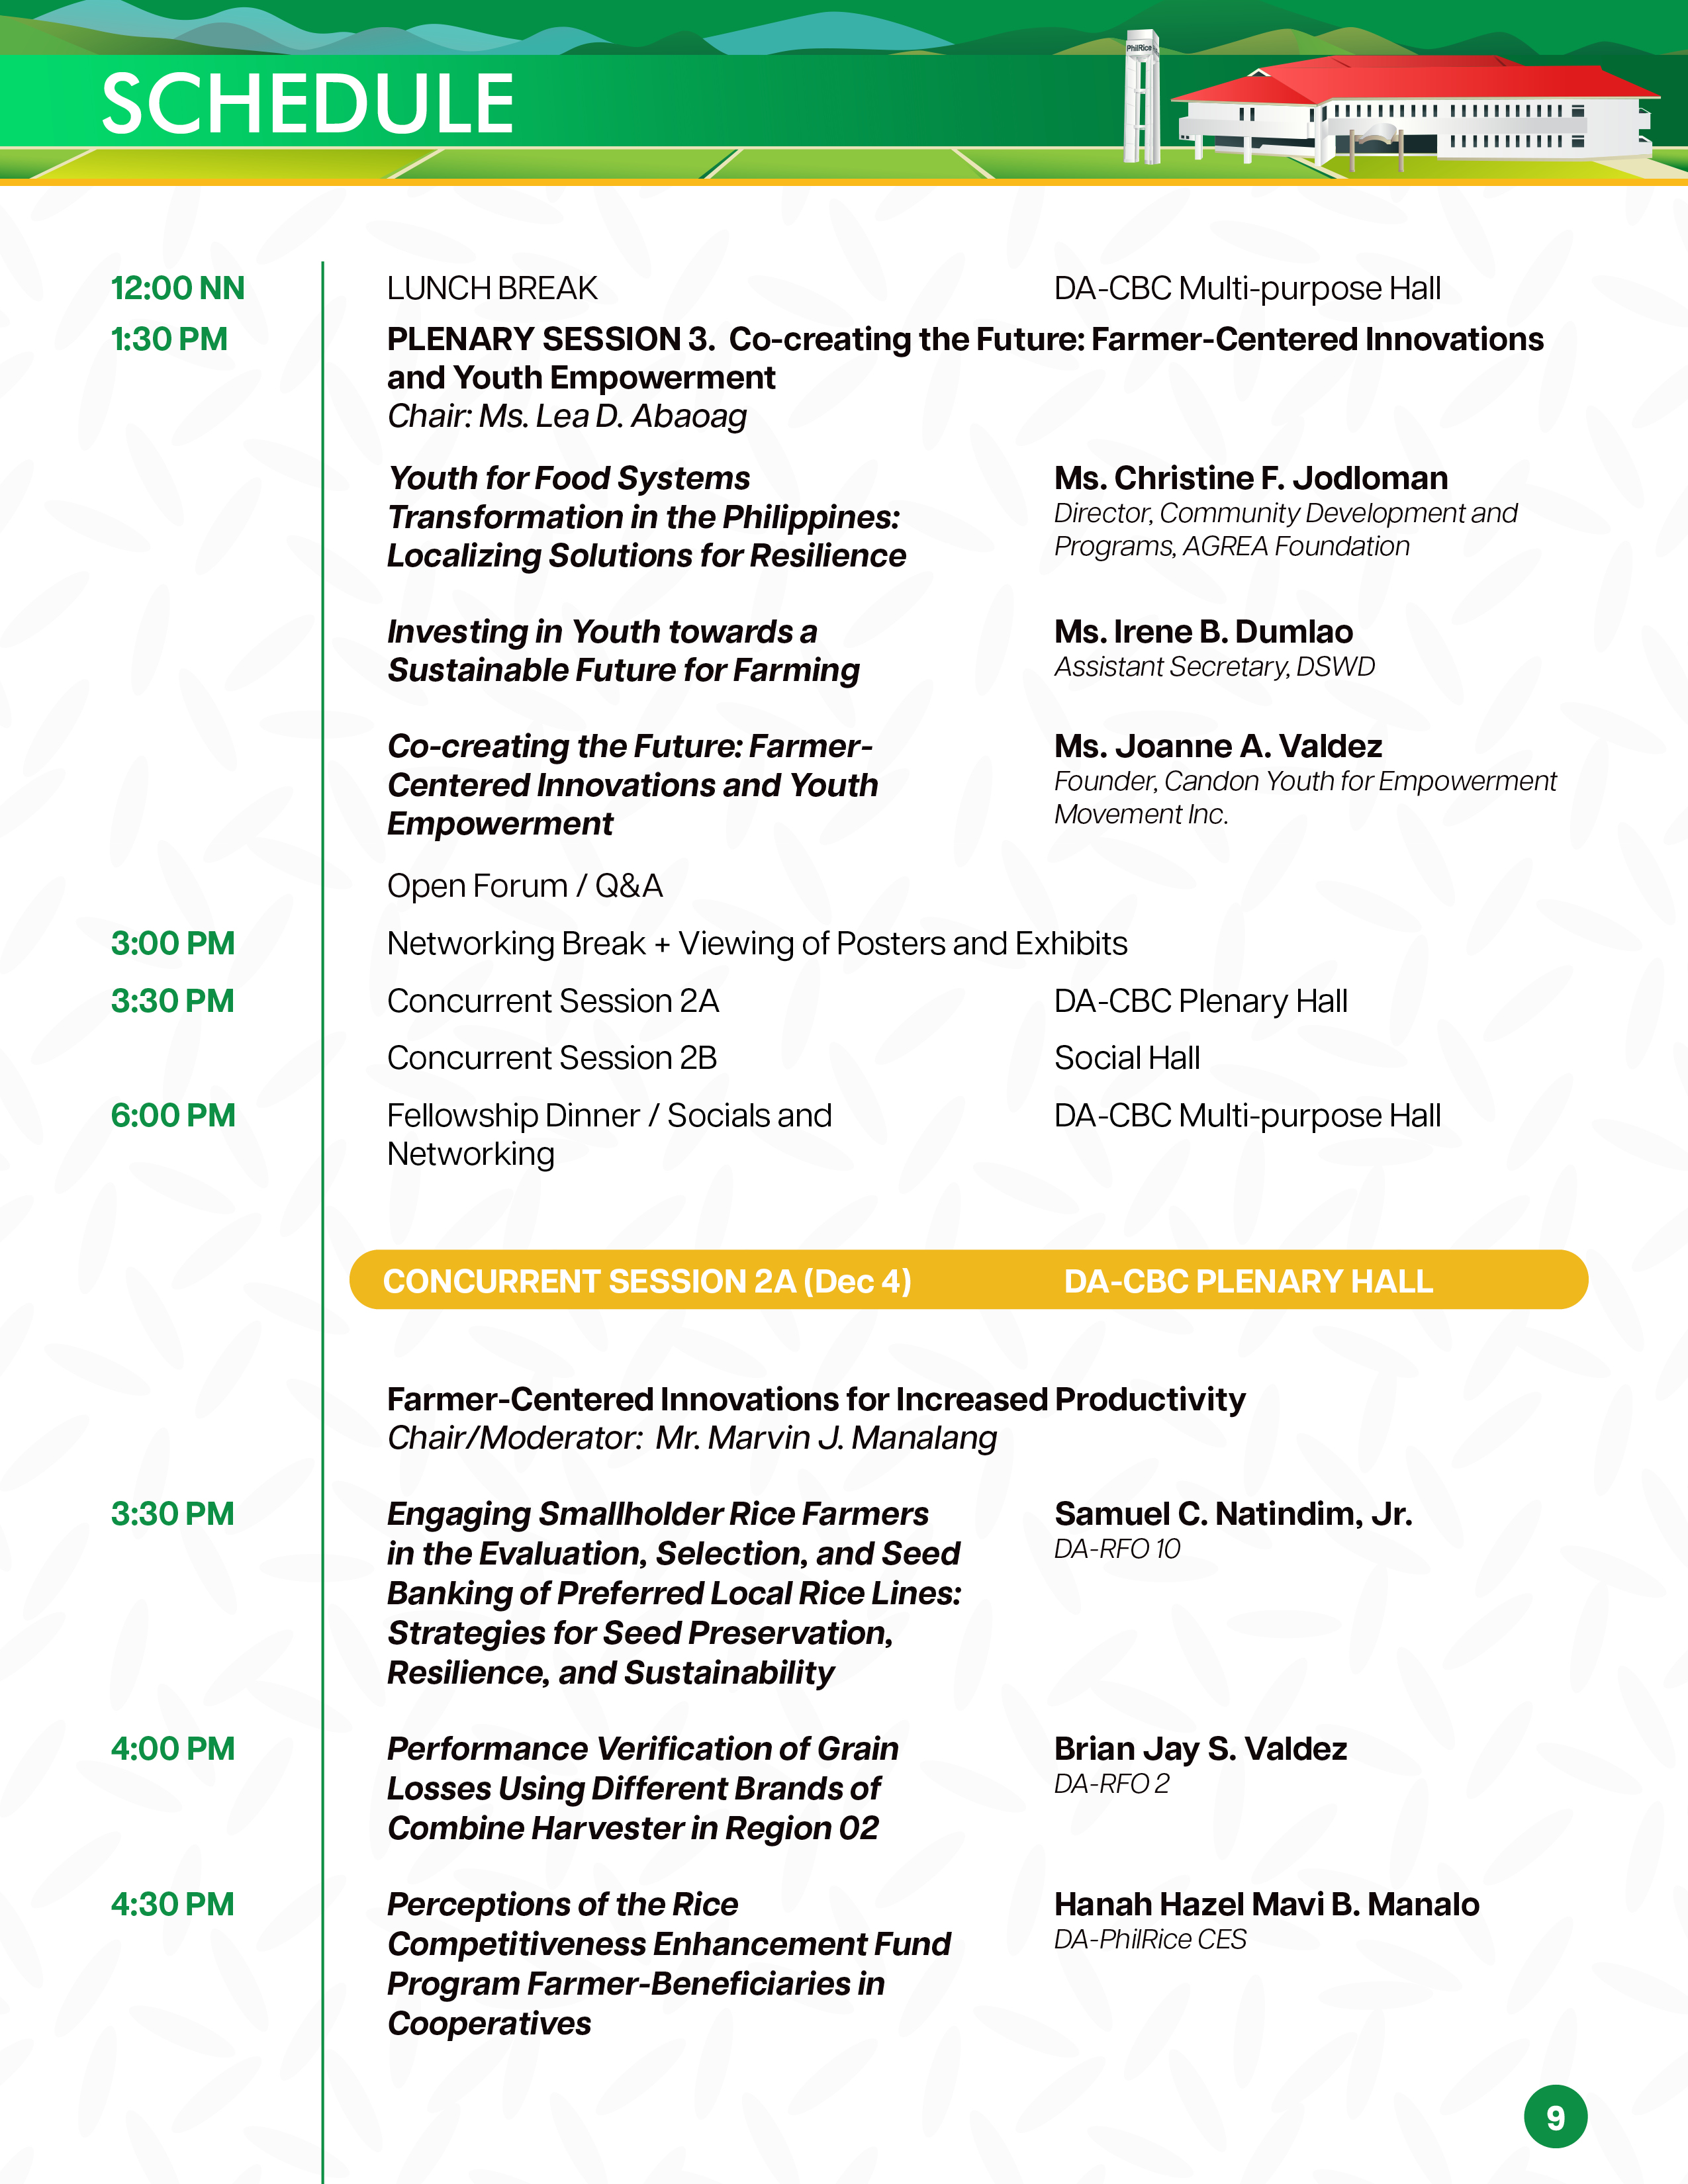 PhilRice
SCHEDULE
12:00 NN LUNCH BREAK DA-CBC Multi-purpose Hall
1:30 PM PLENARY SESSION 3. Co-creating the Future: Farmer-Centered Innovations
and Youth Empowerment
Chair: Ms. Lea D. Abaoag
Youth for Food Systems Ms. Christine F. Jodloman
Transformation in the Philippines: Director, Community Development and
Localizing Solutions for Resilience Programs, AGREA Foundation
Investing in Youth towards a Ms. Irene B. Dumlao
Sustainable Future for Farming Assistant Secretary, DSWD
Co-creating the Future: Farmer- Ms. Joanne A. Valdez
Centered Innovations and Youth Founder, Candon Youth for Empowerment
Empowerment Movement Inc.
Open Forum / Q&A
3:00 PM Networking Break + Viewing of Posters and Exhibits
3:30 PM Concurrent Session 2A DA-CBC Plenary Hall
Concurrent Session 2B Social Hall
6:00 PM Fellowship Dinner / Socials and DA-CBC Multi-purpose Hall
Networking
CONCURRENT SESSION 2A (Dec 4) DA-CBC PLENARY HALL
Farmer-Centered Innovations for Increased Productivity
Chair/Moderator: Mr. Marvin J. Manalang
3:30 PM Engaging Smallholder Rice Farmers Samuel C. Natindim, Jr.
in the Evaluation, Selection, and Seed DA-RFO 10
Banking of Preferred Local Rice Lines:
Strategies for Seed Preservation,
Resilience, and Sustainability
4:00 PM Performance Verification of Grain Brian Jay S. Valdez
Losses Using Different Brands of DA-RFO 2
Combine Harvester in Region 02
4:30 PM Perceptions of the Rice Hanah Hazel Mavi B. Manalo
Competitiveness Enhancement Fund DA-PhilRice CES
Program Farmer-Beneficiaries in
Cooperatives
9